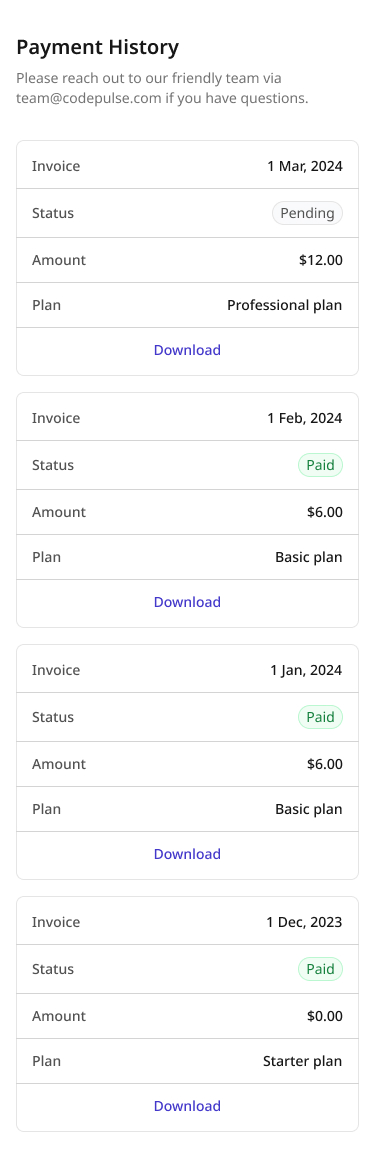 Payment History
Please reach out to our friendly team via
team@codepulse.com if you have questions.
Invoice 1 Mar, 2024
Status Pending
Amount $12.00
Plan Professional plan
Download
Invoice 1 Feb, 2024
Status Paid
Amount $6.00
Plan Basic plan
Download
Invoice 1 Jan, 2024
Status Paid
Amount $6.00
Plan Basic plan
Download
Invoice 1 Dec, 2023
Status Paid
Amount $0.00
Plan Starter plan
Download